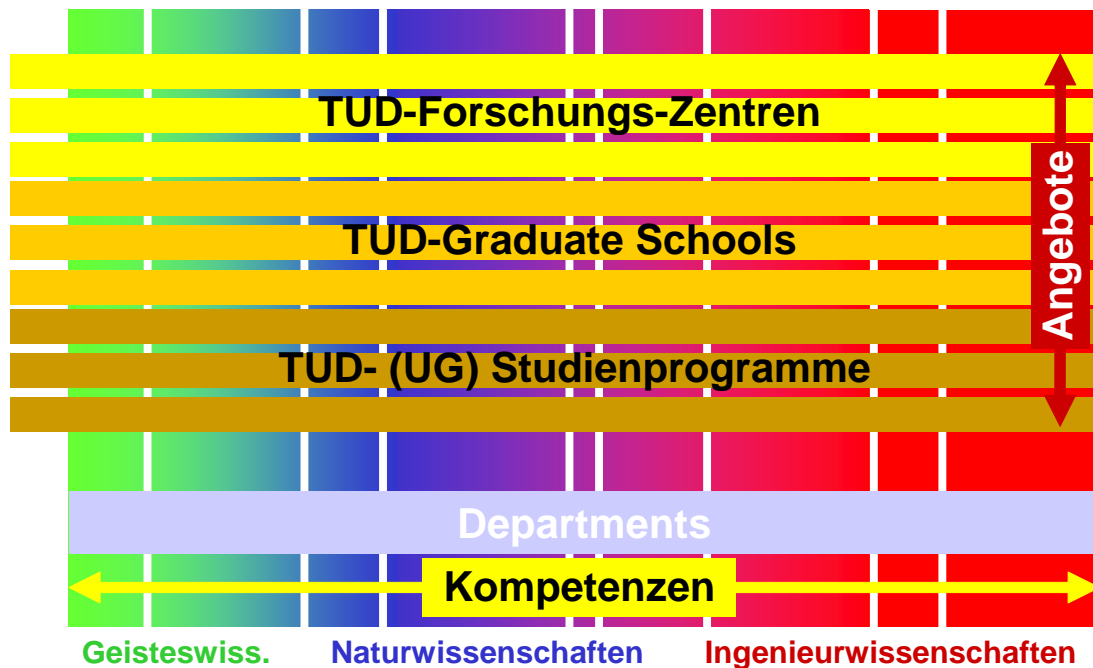 TUD-Forschungs-Zentren
TUD-Graduate Schools
Angebote
TUD- (UG) Studienprogramme
Departments
Kompetenzen
Geisteswiss. Naturwissenschaften Ingenieurwissenschaften